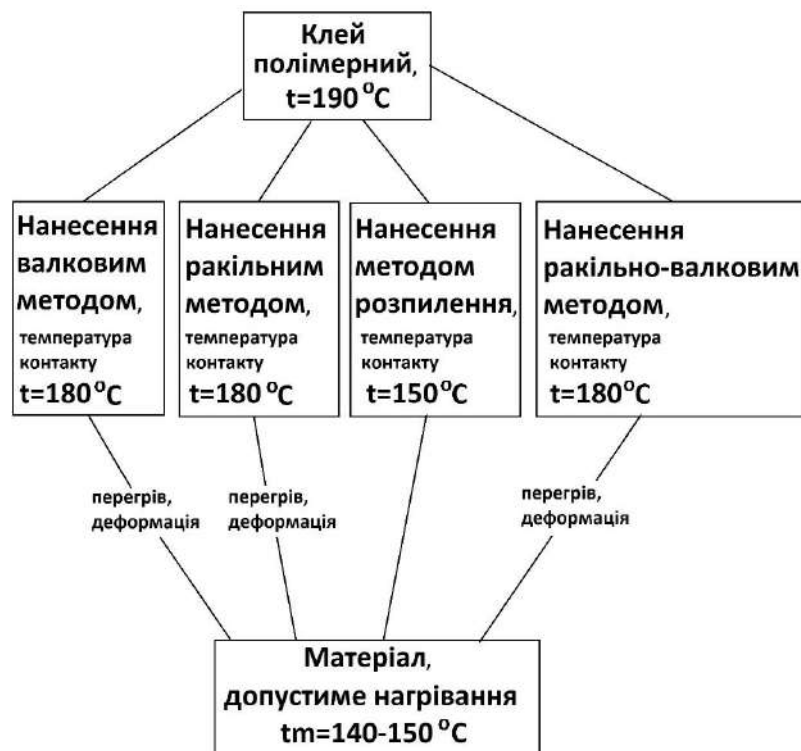 Клей
полімерний,
t=190 °C
Нанесення
валковим
методом,
температура
контакту
t=180 °C
Нанесення
ракільним
методом,
температура
контакту
t=180 °C
Нанесення
методом
розпилення,
температура
контакту
t=150 °C
Нанесення
ракільно-валковим
методом,
температура
контакту
t=180 °C
перегрів,
деформація
перегрів,
деформація
перегрів,
деформація
Матеріал,
допустиме нагрівання
tm=140-150 °C